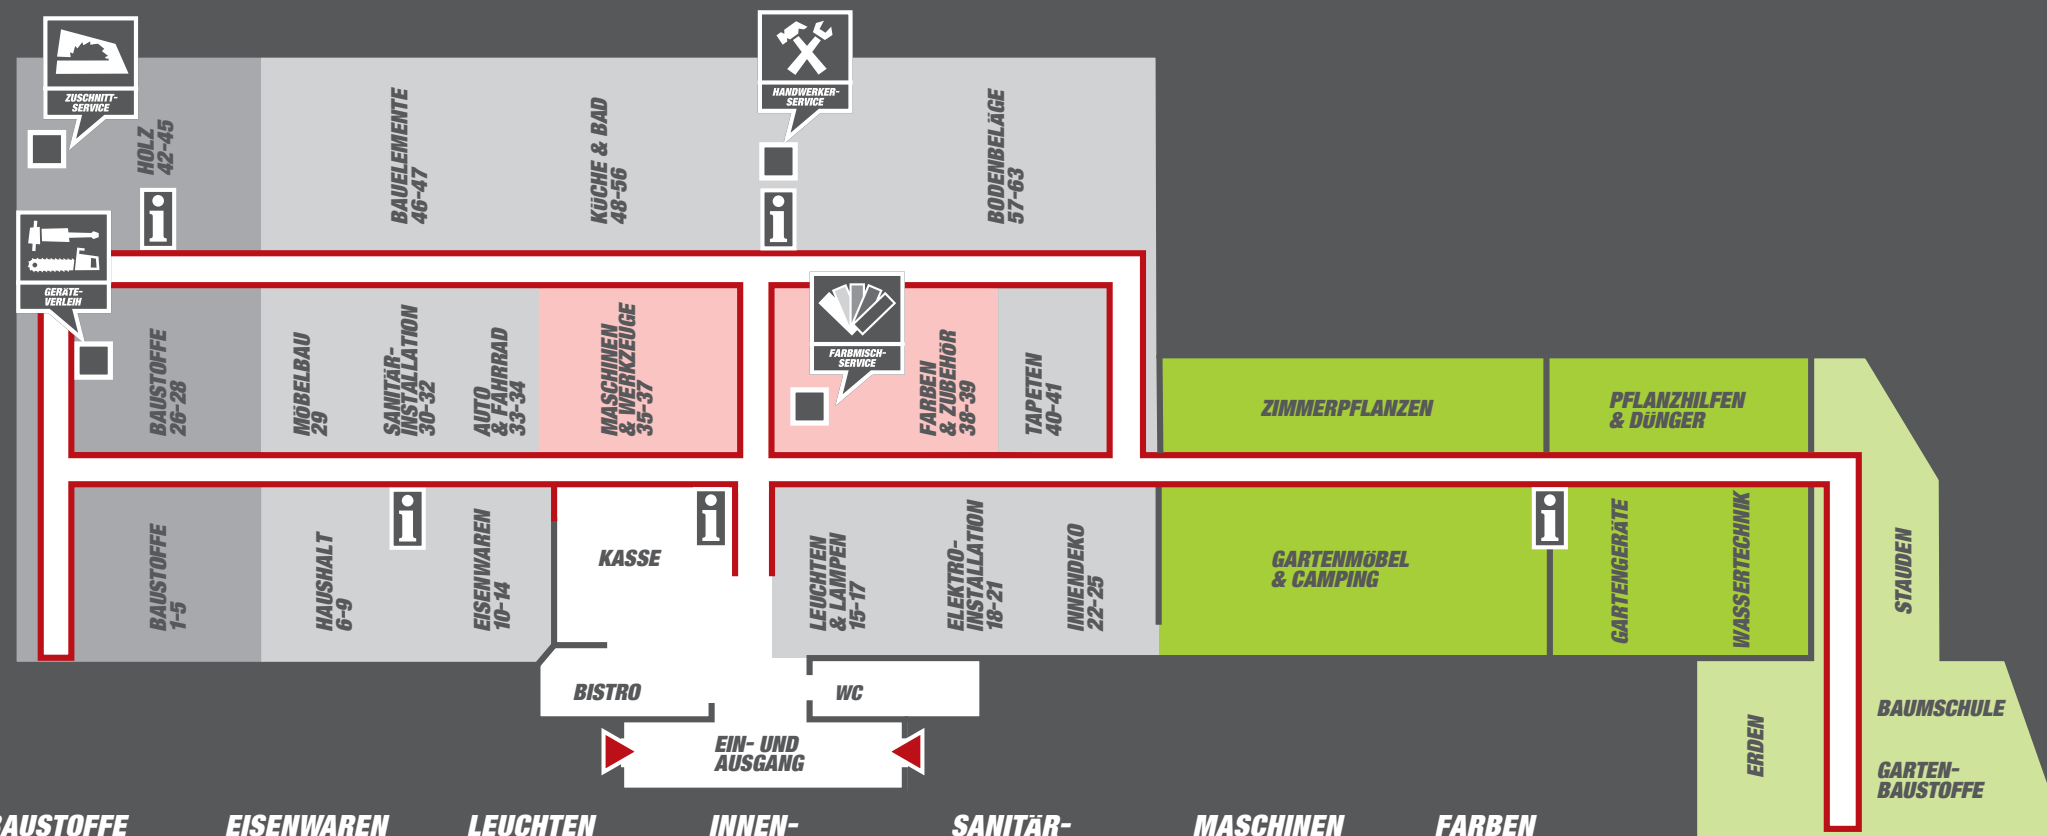 ZUSCHNITT-
SERVICE
HANDWERKER-
SERVICE
HOLZ
42-45
BAUELEMENTE
46-47
KÜCHE & BAD
48-56
BODENBELÄGE
57-63
GERÄTE-
VERLEIH
FARBMISCH-
SERVICE
BAUSTOFFE
26-28
MÖBELBAU
29
SANITÄR-
INSTALLATION
30-32
AUTO
& FAHRRAD
33-34
MASCHINEN
& WERKZEUGE
35-37
FARBEN
& ZUBEHÖR
38-39
TAPETEN
40-41
ZIMMERPFLANZEN
PFLANZHILFEN
& DÜNGER
BAUSTOFFE
1-5
HAUSHALT
6-9
EISENWAREN
10-14
KASSE
LEUCHTEN
& LAMPEN
15-17
ELEKTRO-
INSTALLATION
18-21
INNENDEKO
22-25
GARTENMÖBEL
& CAMPING
GARTENGERÄTE
WASSERTECHNIK
STAUDEN
BISTRO
WC
EIN- UND
AUSGANG
ERDEN
BAUMSCHULE
GARTEN-
BAUSTOFFE
BAUSTOFFE
EISENWAREN
LEUCHTEN
INNEN-
SANITÄR-
MASCHINEN
FARBEN